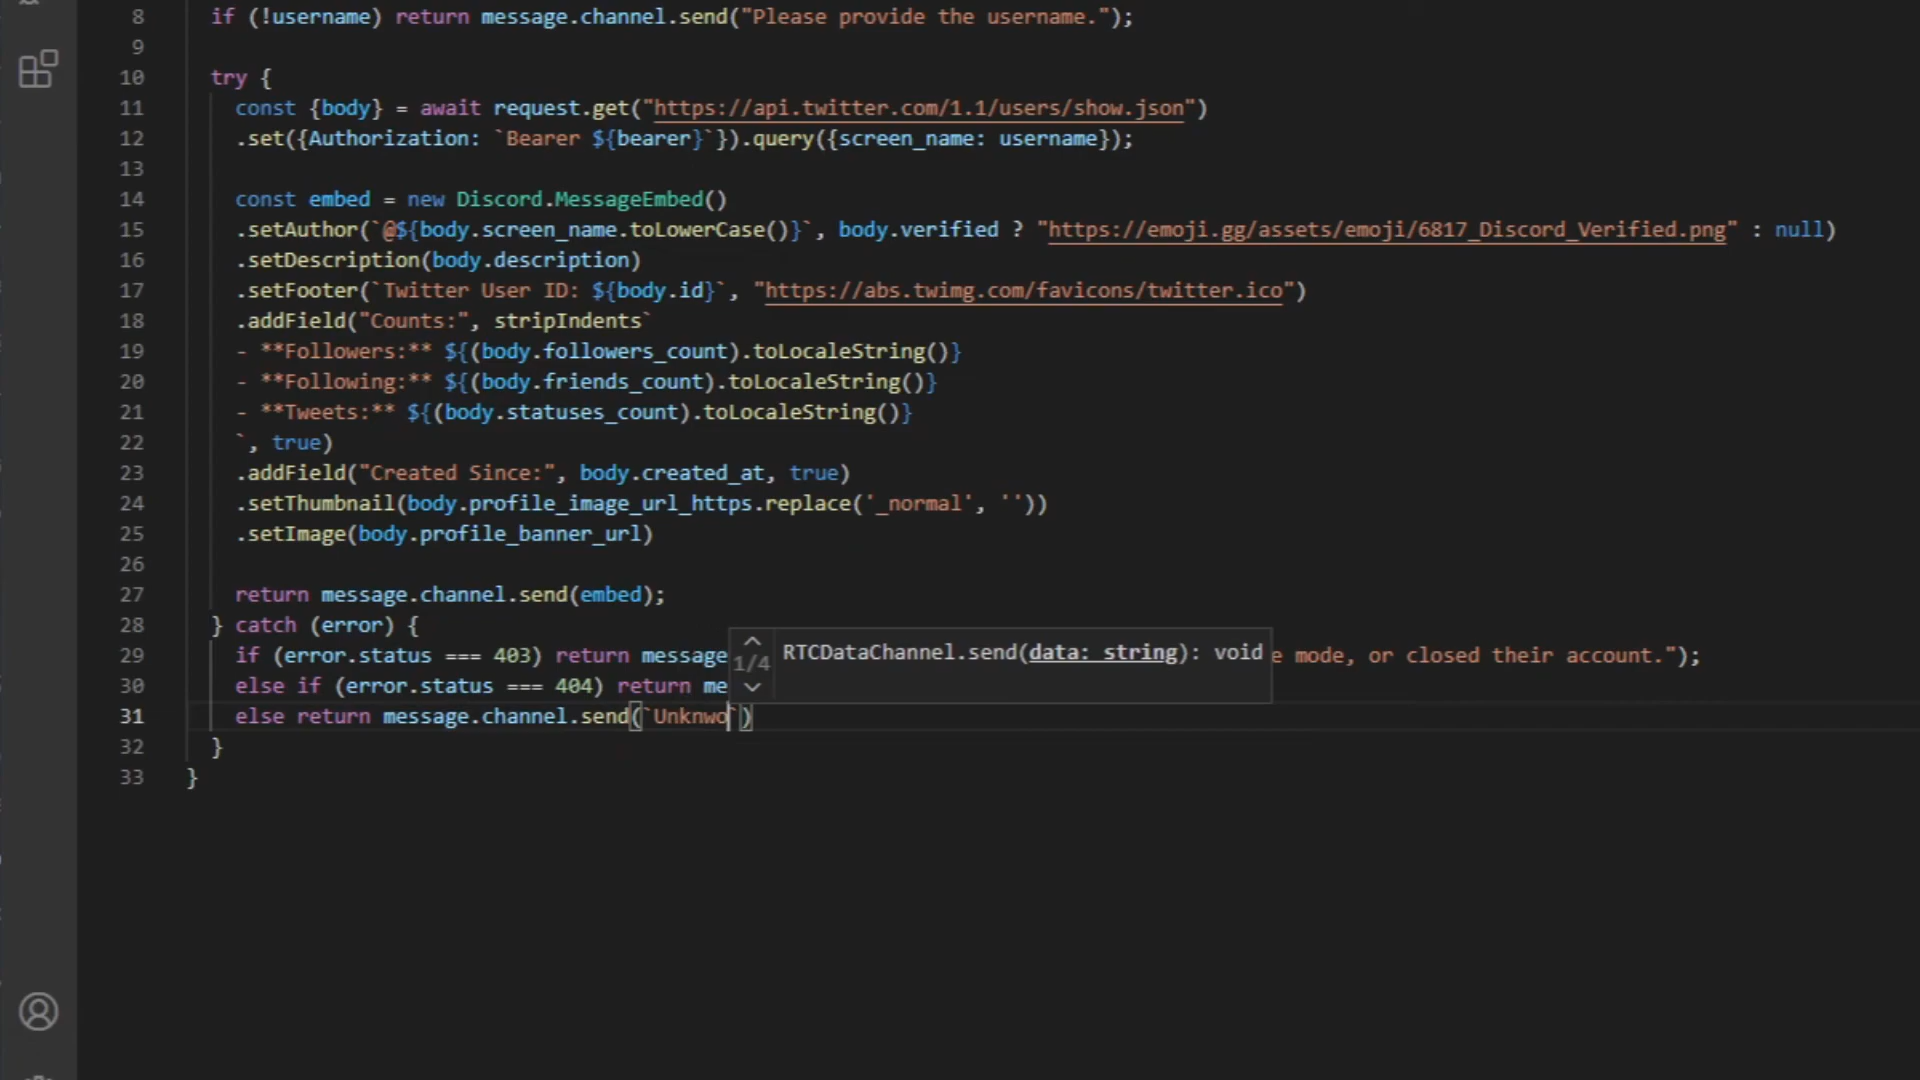 8 if (!username) return message.channel.send("Please provide the username.");
9
10 try {
11 const {body} = await request.get("https://api.twitter.com/1.1/users/show.json")
12 .set({Authorization: `Bearer ${bearer}`}).query({screen_name: username});
13
14 const embed = new Discord.MessageEmbed()
15 .setAuthor(`@${body.screen_name.toLowerCase()}`, body.verified ? "https://emoji.gg/assets/emoji/6817_Discord_Verified.png" : null)
16 .setDescription(body.description)
17 .setFooter(`Twitter User ID: ${body.id}`, "https://abs.twimg.com/favicons/twitter.ico")
18 .addField("Counts:", stripIndents`
19 - **Followers:** ${(body.followers_count).toLocaleString()}
20 - **Following:** ${(body.friends_count).toLocaleString()}
21 - **Tweets:** ${(body.statuses_count).toLocaleString()}
22 `, true)
23 .addField("Created Since:", body.created_at, true)
24 .setThumbnail(body.profile_image_url_https.replace('_normal', ''))
25 .setImage(body.profile_banner_url)
26
27 return message.channel.send(embed);
28 } catch (error) {
29 if (error.status === 403) return message e mode, or closed their account.");
1/4 RTCDataChannel.send(data: string): void
30 else if (error.status === 404) return me
31 else return message.channel.send(`Unknwo`)
32 }
33 }